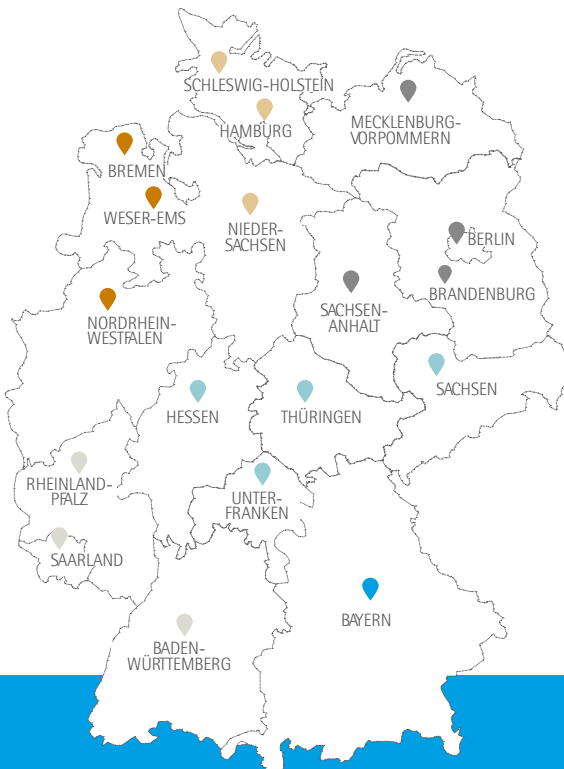 SCHLESWIG-HOLSTEIN
HAMBURG
MECKLENBURG-
VORPOMMERN
BREMEN
WESER-EMS
NIEDER-
SACHSEN
BERLIN
BRANDENBURG
SACHSEN-
ANHALT
NORDRHEIN-
WESTFALEN
SACHSEN
HESSEN
THÜRINGEN
RHEINLAND-
PFALZ
UNTER-
FRANKEN
SAARLAND
BAYERN
BADEN-
WÜRTTEMBERG